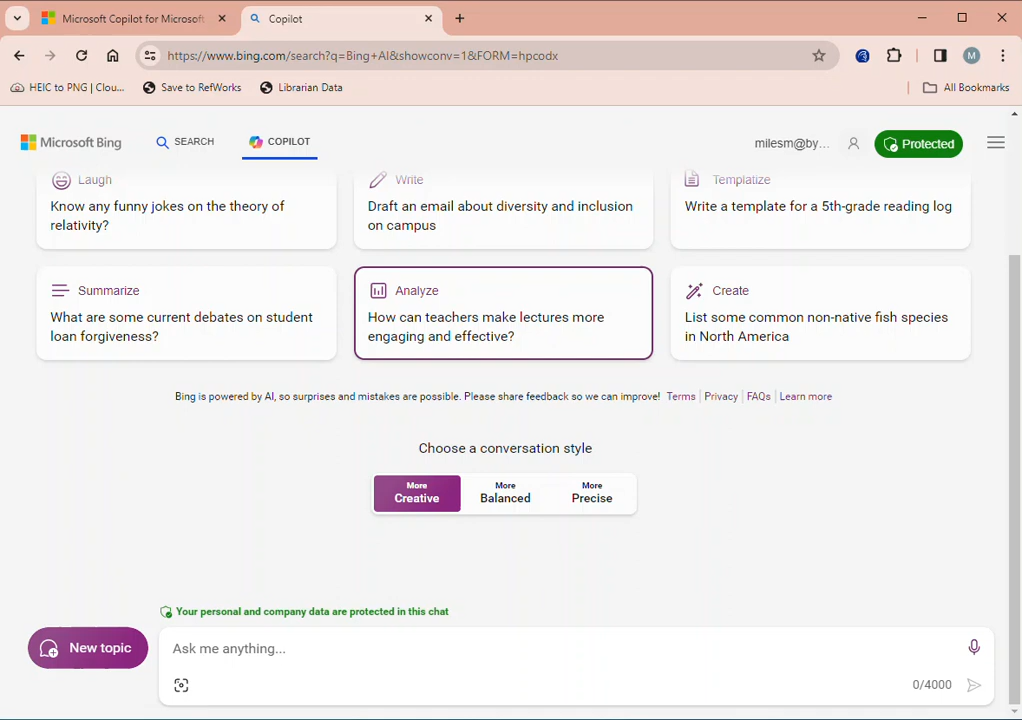 Microsoft Copilot for Microsoft
Copilot
https://www.bing.com/search?q=Bing+AI&showconv=1&FORM=hpcodx
M
HEIC to PNG | Clou...
Save to RefWorks
Librarian Data
All Bookmarks
Microsoft Bing
SEARCH
COPILOT
milesm@by...
Protected
Laugh
Know any funny jokes on the theory of
relativity?
Write
Draft an email about diversity and inclusion
on campus
Templatize
Write a template for a 5th-grade reading log
Summarize
What are some current debates on student
loan forgiveness?
Analyze
How can teachers make lectures more
engaging and effective?
Create
List some common non-native fish species
in North America
Bing is powered by AI, so surprises and mistakes are possible. Please share feedback so we can improve! Terms | Privacy | FAQs | Learn more
Choose a conversation style
More
Creative
More
Balanced
More
Precise
Your personal and company data are protected in this chat
New topic
Ask me anything...
0/4000